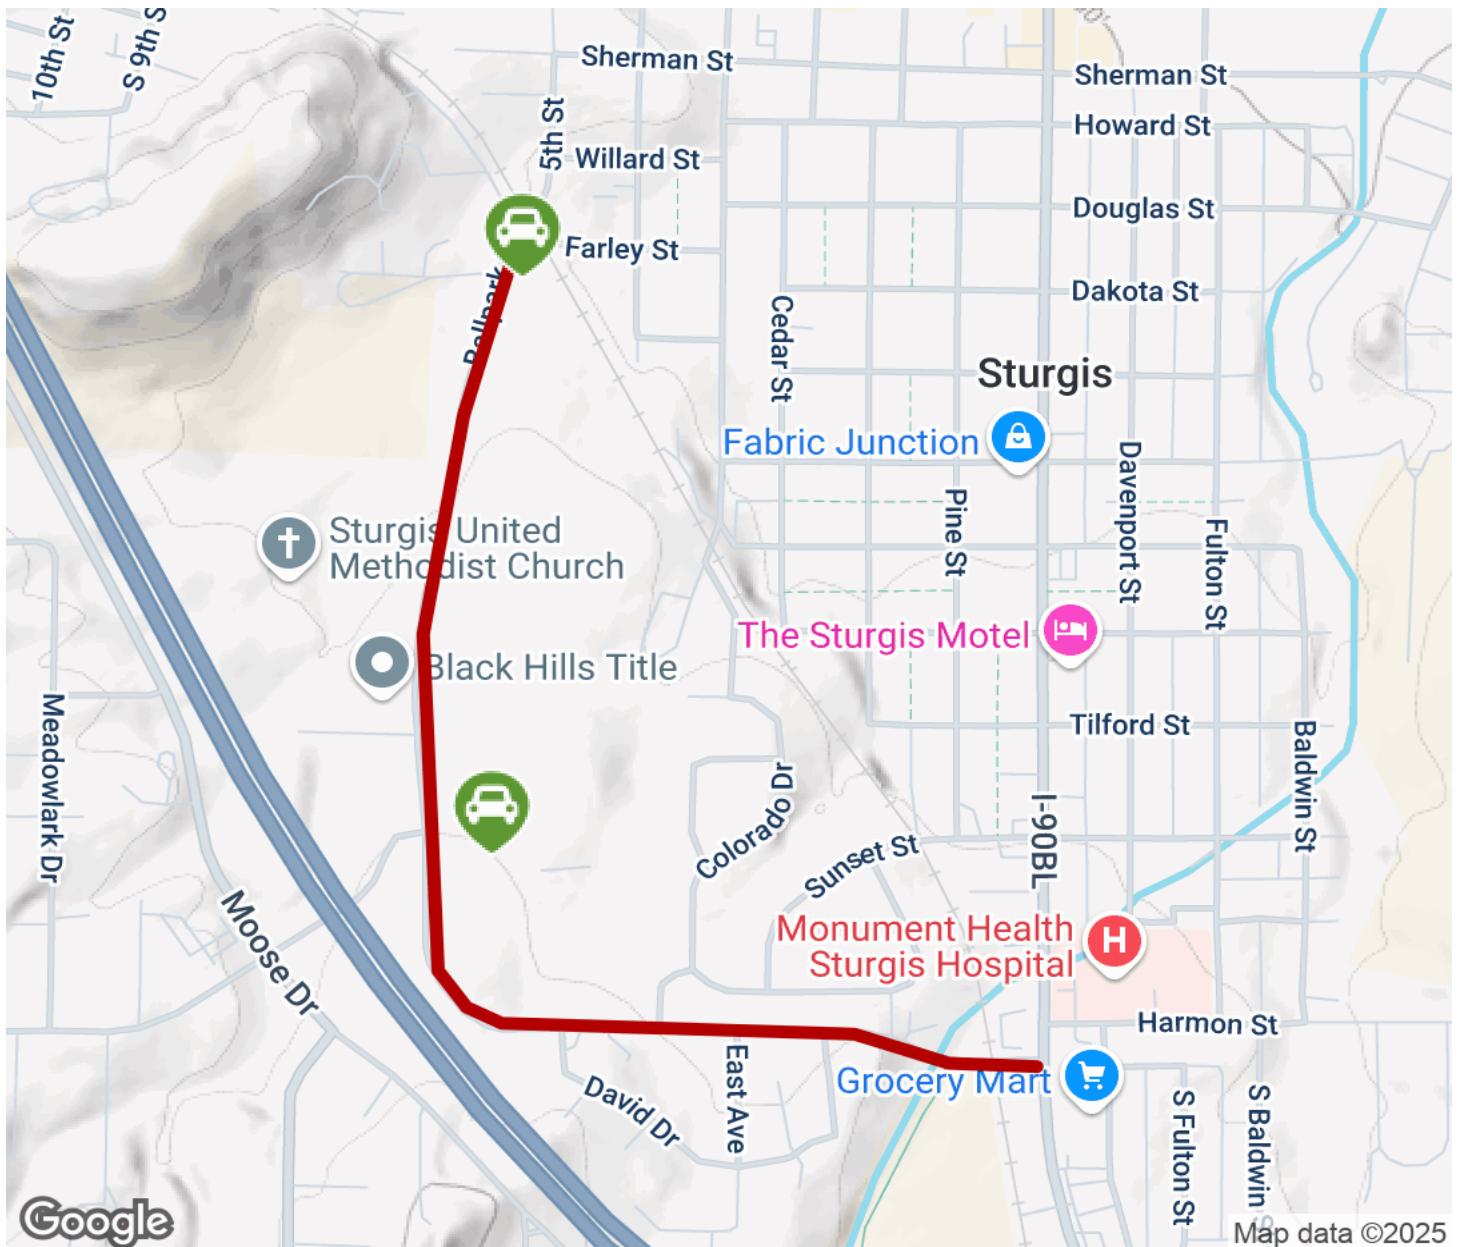 10th St
S 9th S
Sherman St
Sherman St
5th St
Howard St
Willard St
Douglas St
Farley St
Ballpark
Dakota St
Cedar St
Sturgis
Fabric Junction
Davenport St
Pine St
Fulton St
Sturgis United
Methodist Church
The Sturgis Motel
Black Hills Title
Meadowlark Dr
Tilford St
Baldwin St
Colorado Dr
I-90BL
Sunset St
Moose Dr
Monument Health
Sturgis Hospital
H
Harmon St
East Ave
Grocery Mart
David Dr
S Fulton St
S Baldwin S
Google
Map data ©2025